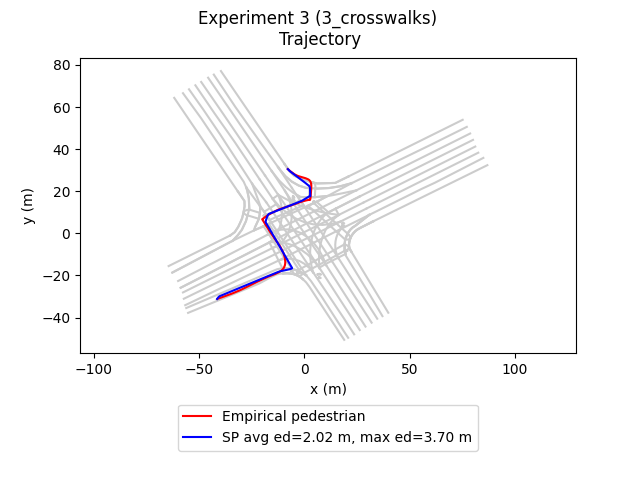 Experiment 3 (3_crosswalks)
Trajectory
80
60
40
20
0
−20
−40
y (m)
−100
−50
0
50
100
x (m)
Empirical pedestrian
SP avg ed=2.02 m, max ed=3.70 m